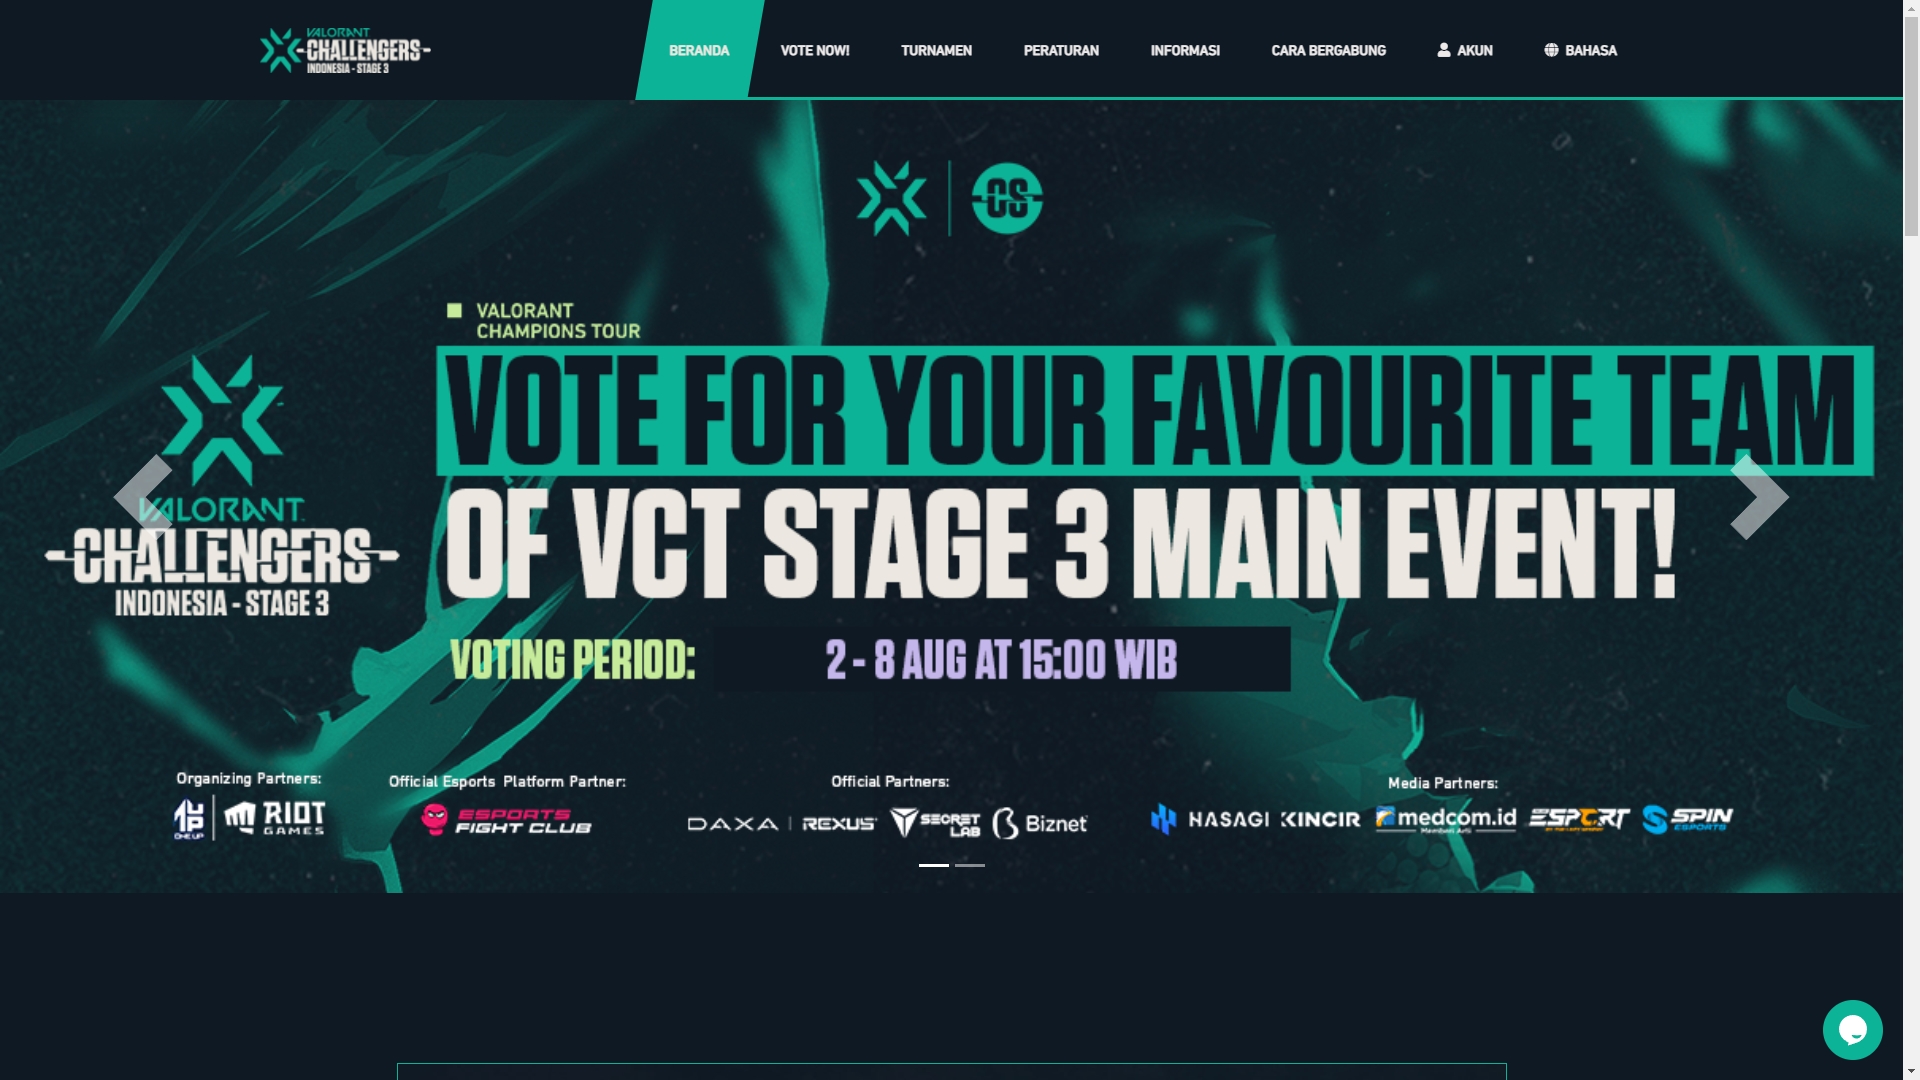 VALORANT
CHALLENGERS
INDONESIA - STAGE 3
BERANDA
VOTE NOW!
TURNAMEN
PERATURAN
INFORMASI
CARA BERGABUNG
AKUN
BAHASA
CS
VALORANT
CHAMPIONS TOUR
VOTE FOR YOUR FAVOURITE TEAM
OF VCT STAGE 3 MAIN EVENT!
VALORANT
CHALLENGERS
INDONESIA - STAGE 3
VOTING PERIOD:
2 - 8 AUG AT 15:00 WIB
Organizing Partners:
1UP
ONE UP
RIOT
GAMES
Official Esports Platform Partner:
ESPORTS
FIGHT CLUB
Official Partners:
DAXA
REXUS
SECRET
LAB
Biznet
Media Partners:
HASAGI
KINCIR
medcom.id
ESPORT
SPIN
ESPORTS